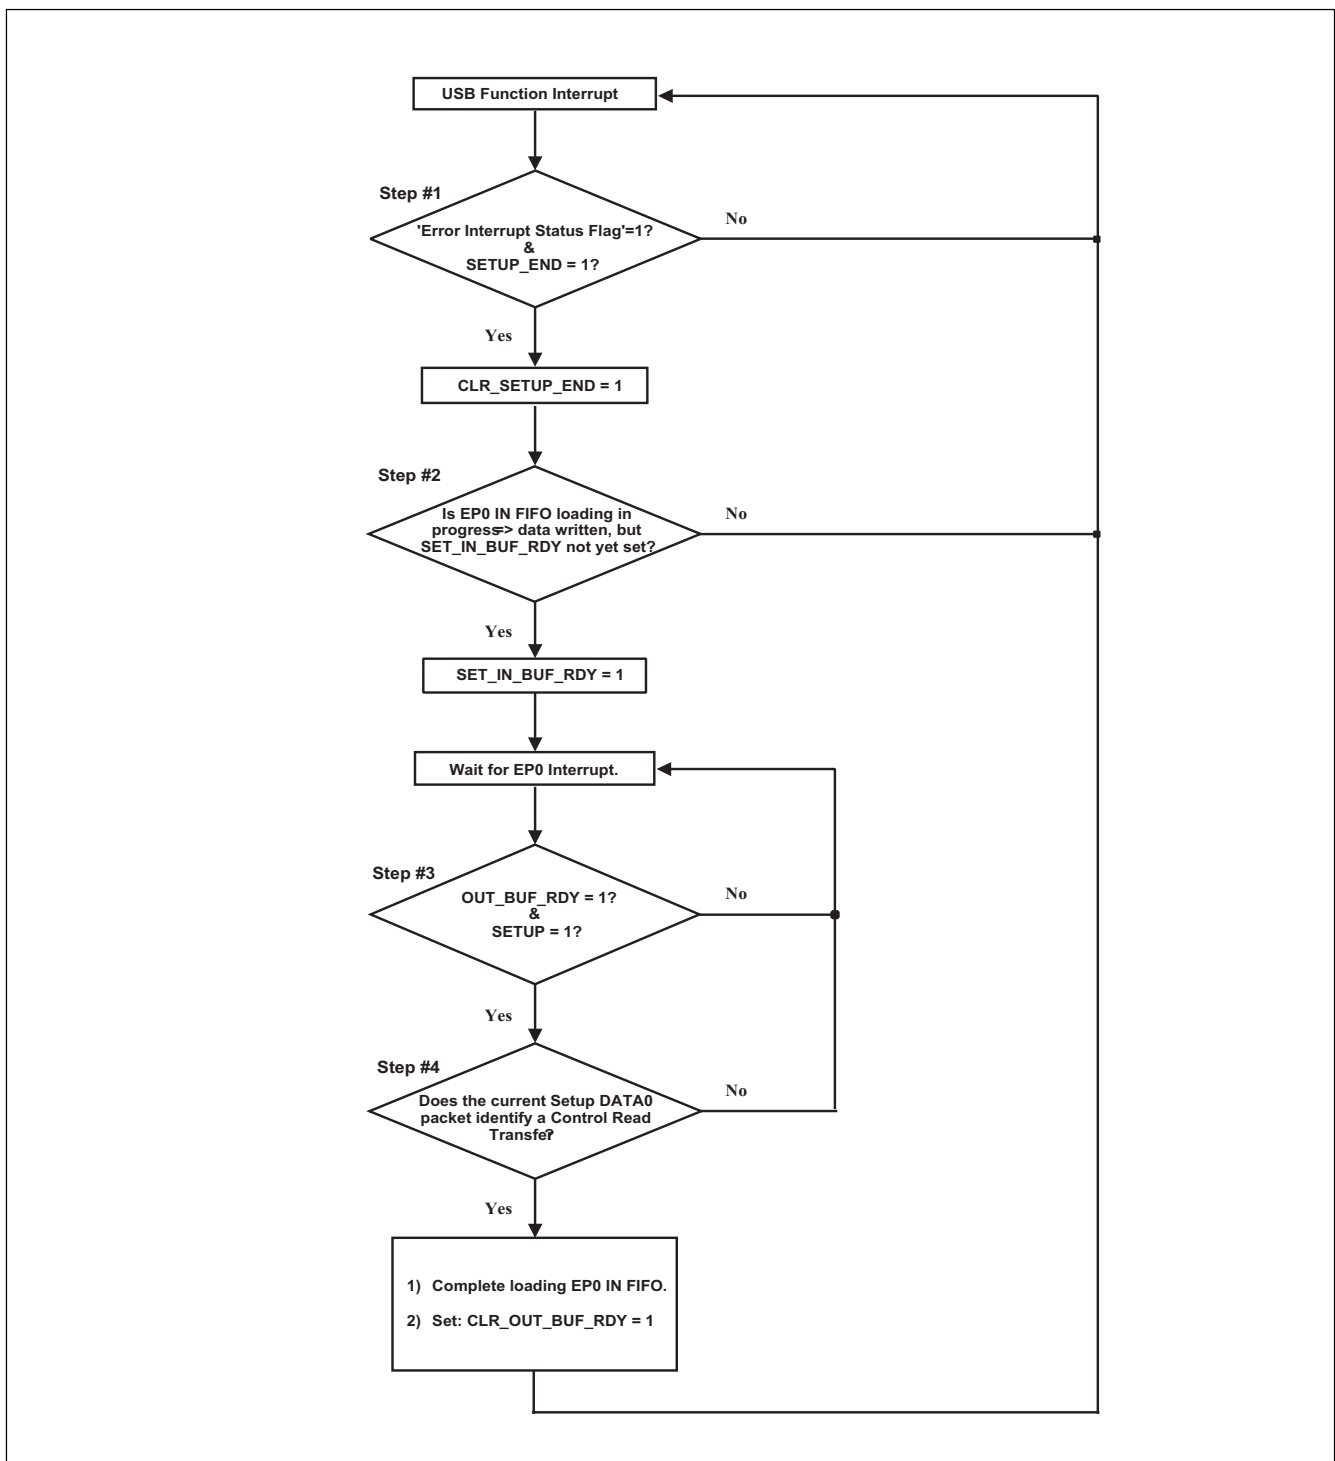 USB Function Interrupt
Step #1
'Error Interrupt Status Flag'=1?
&
SETUP_END = 1?
No
Yes
CLR_SETUP_END = 1
Step #2
Is EP0 IN FIFO loading in
progress=> data written, but
SET_IN_BUF_RDY not yet set?
No
Yes
SET_IN_BUF_RDY = 1
Wait for EP0 Interrupt.
Step #3
OUT_BUF_RDY = 1?
&
SETUP = 1?
No
Yes
Step #4
Does the current Setup DATA0
packet identify a Control Read
Transfer?
No
Yes
1) Complete loading EP0 IN FIFO.
2) Set: CLR_OUT_BUF_RDY = 1